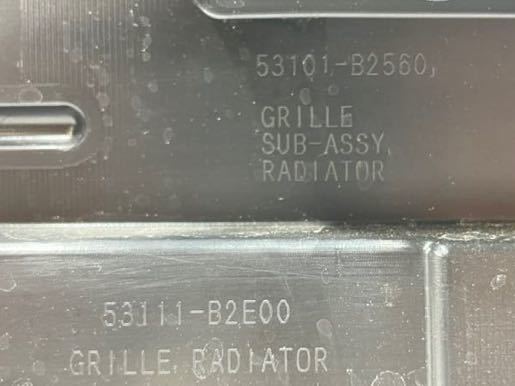 53101-B2560,
GRILLE
SUB-ASSY,
RADIATOR
53111-B2E00
GRILLE, RADIATOR